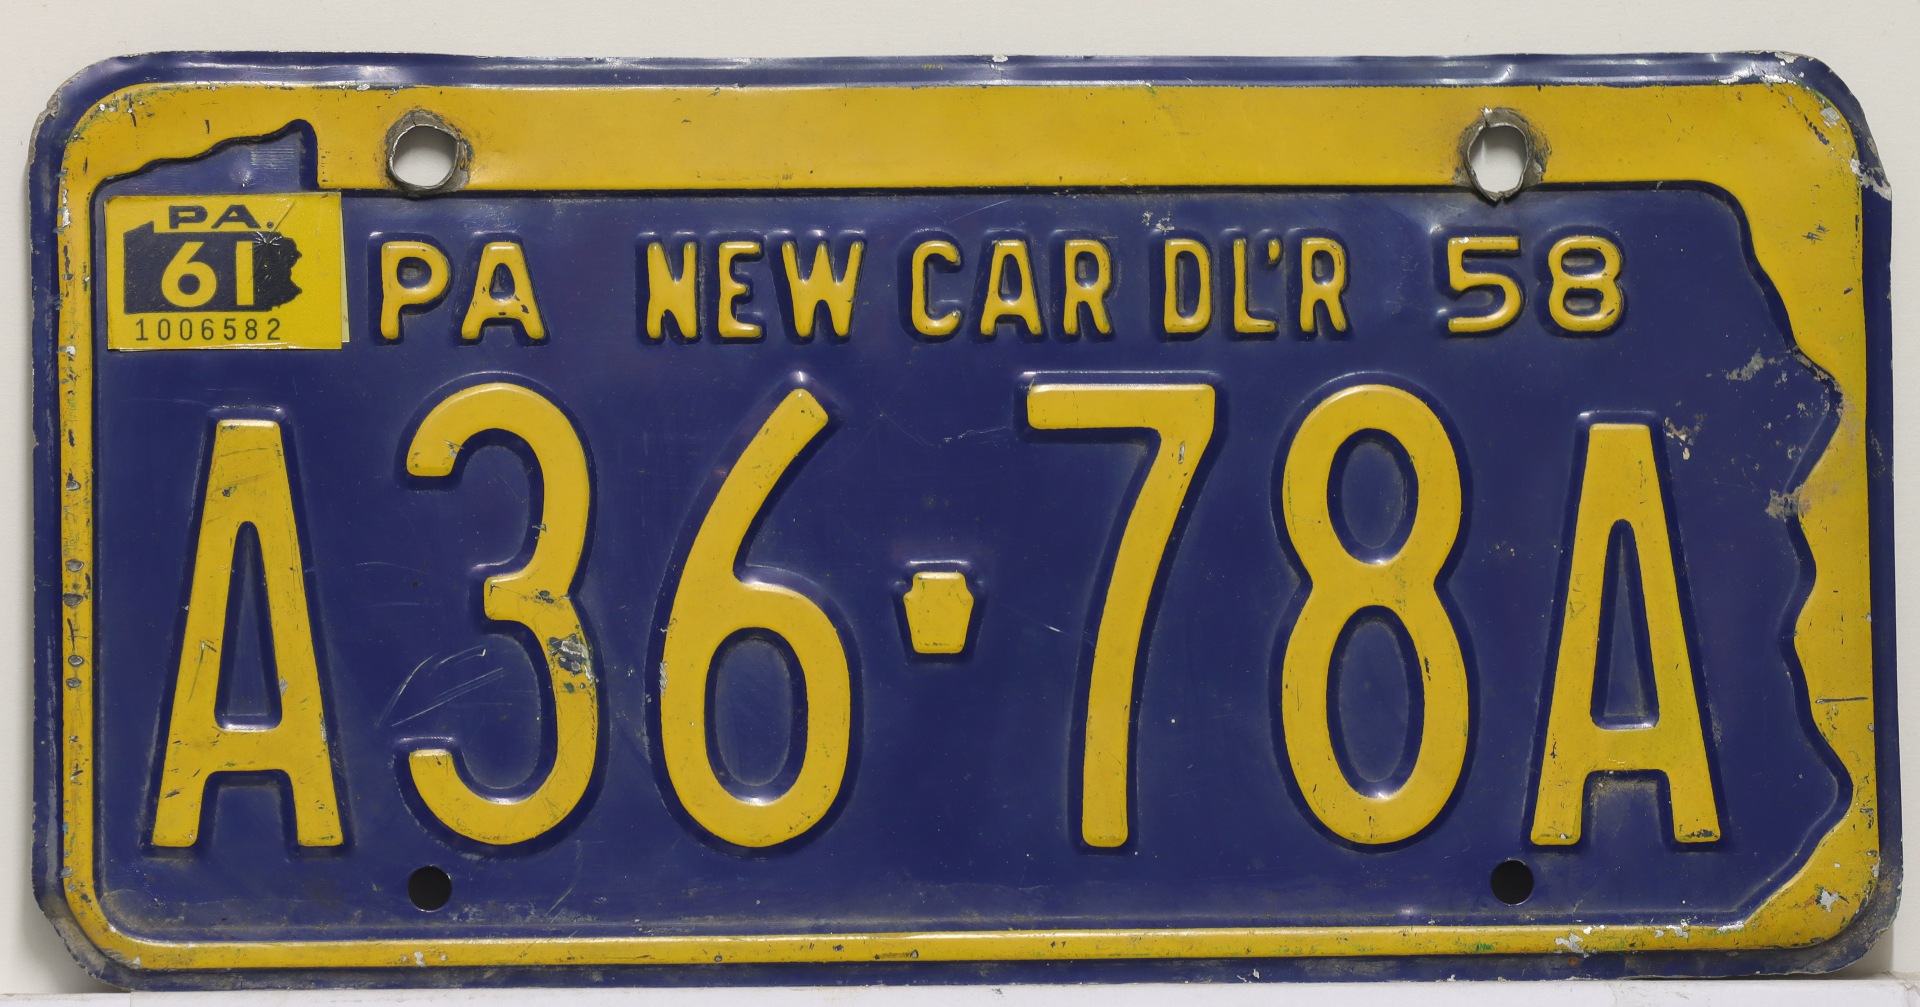 PA.
61
1006582
PA NEW CAR DL'R 58
A36-78A